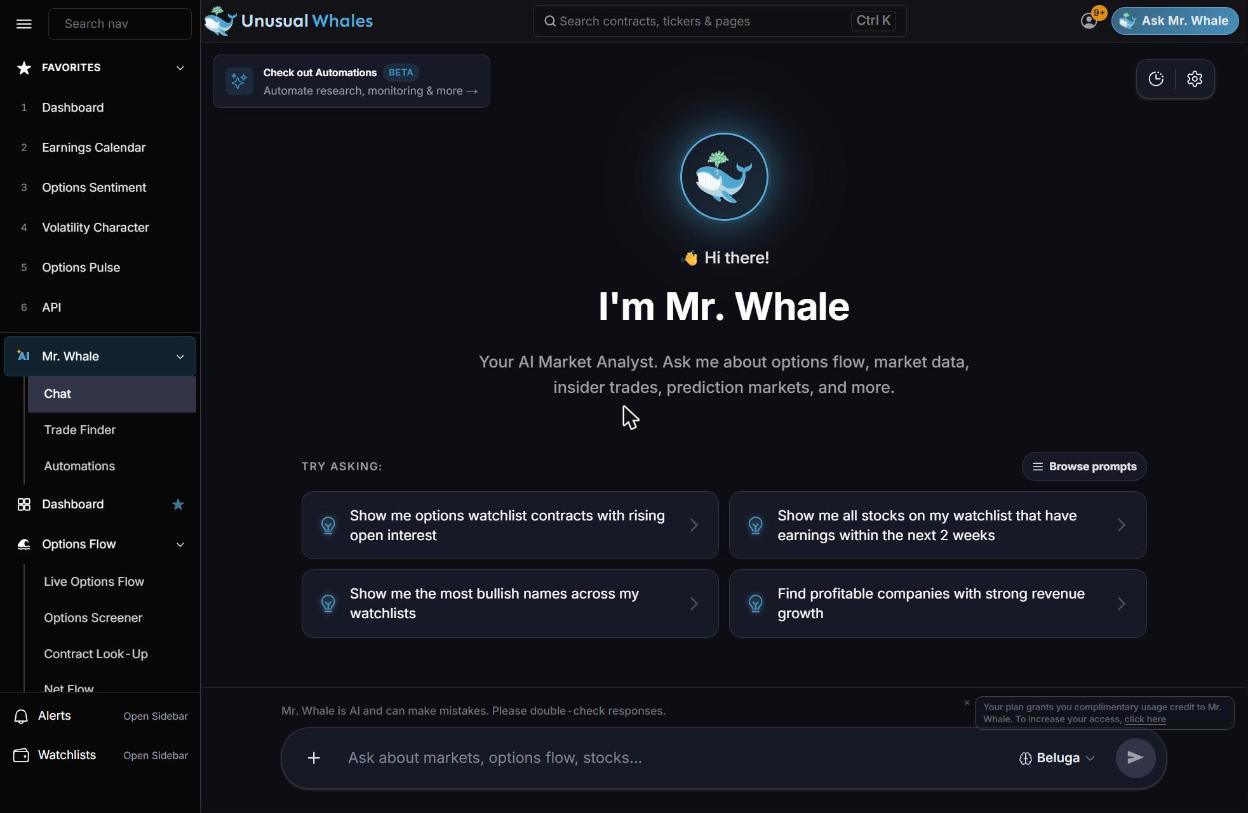 Search nav
Unusual Whales
Search contracts, tickers & pages
Ctrl K
9+
Ask Mr. Whale
FAVORITES
1 Dashboard
2 Earnings Calendar
3 Options Sentiment
4 Volatility Character
5 Options Pulse
6 API
AI Mr. Whale
Chat
Trade Finder
Automations
Dashboard
Options Flow
Live Options Flow
Options Screener
Contract Look-Up
Net Flow
Alerts Open Sidebar
Watchlists Open Sidebar
Check out Automations BETA
Automate research, monitoring & more →
👋 Hi there!
I'm Mr. Whale
Your AI Market Analyst. Ask me about options flow, market data,
insider trades, prediction markets, and more.
TRY ASKING:
Browse prompts
Show me options watchlist contracts with rising
open interest
Show me all stocks on my watchlist that have
earnings within the next 2 weeks
Show me the most bullish names across my
watchlists
Find profitable companies with strong revenue
growth
Mr. Whale is AI and can make mistakes. Please double-check responses.
× Your plan grants you complimentary usage credit to Mr.
Whale. To increase your access, click here
Ask about markets, options flow, stocks...
Beluga